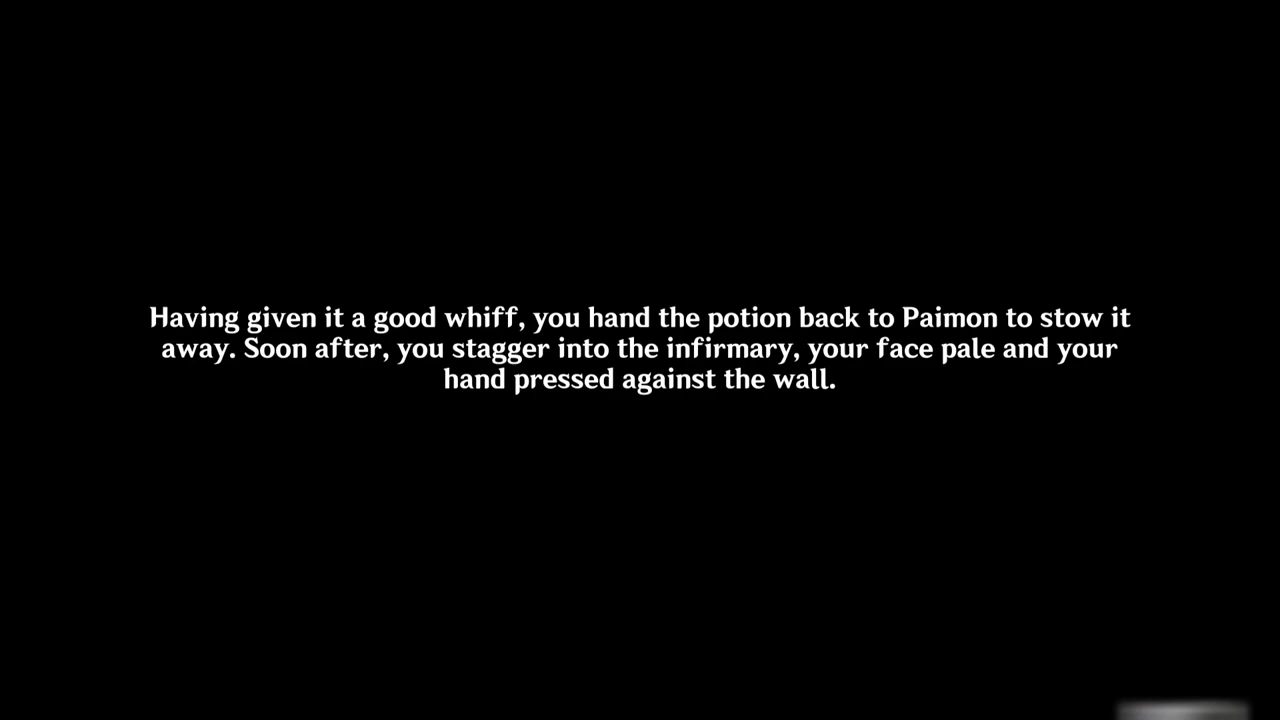 Having given it a good whiff, you hand the potion back to Paimon to stow it
away. Soon after, you stagger into the infirmary, your face pale and your
hand pressed against the wall.